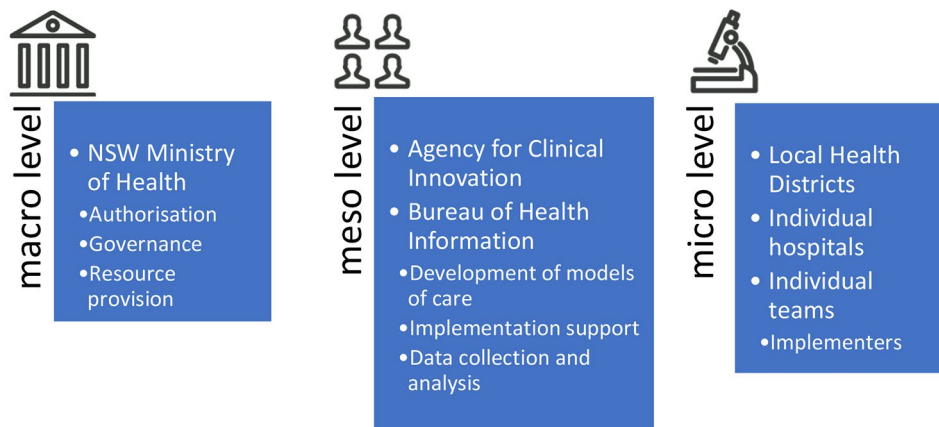 macro level
• NSW Ministry
of Health
•Authorisation
•Governance
•Resource
provision
meso level
• Agency for Clinical
Innovation
• Bureau of Health
Information
•Development of models
of care
•Implementation support
•Data collection and
analysis
micro level
• Local Health
Districts
• Individual
hospitals
• Individual
teams
•Implementers